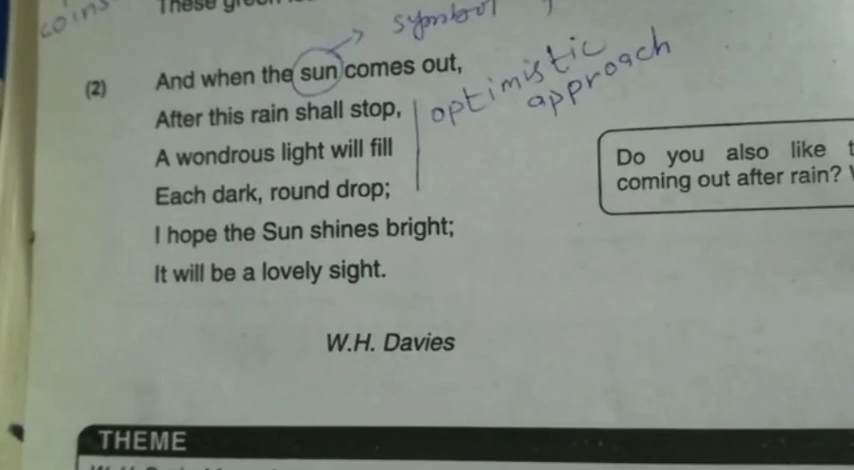 coins
These green
symbol
(2) And when the sun comes out,
After this rain shall stop,
A wondrous light will fill
Each dark, round drop;
I hope the Sun shines bright;
It will be a lovely sight.
optimistic
approach
Do you also like
coming out after rain?
W.H. Davies
THEME